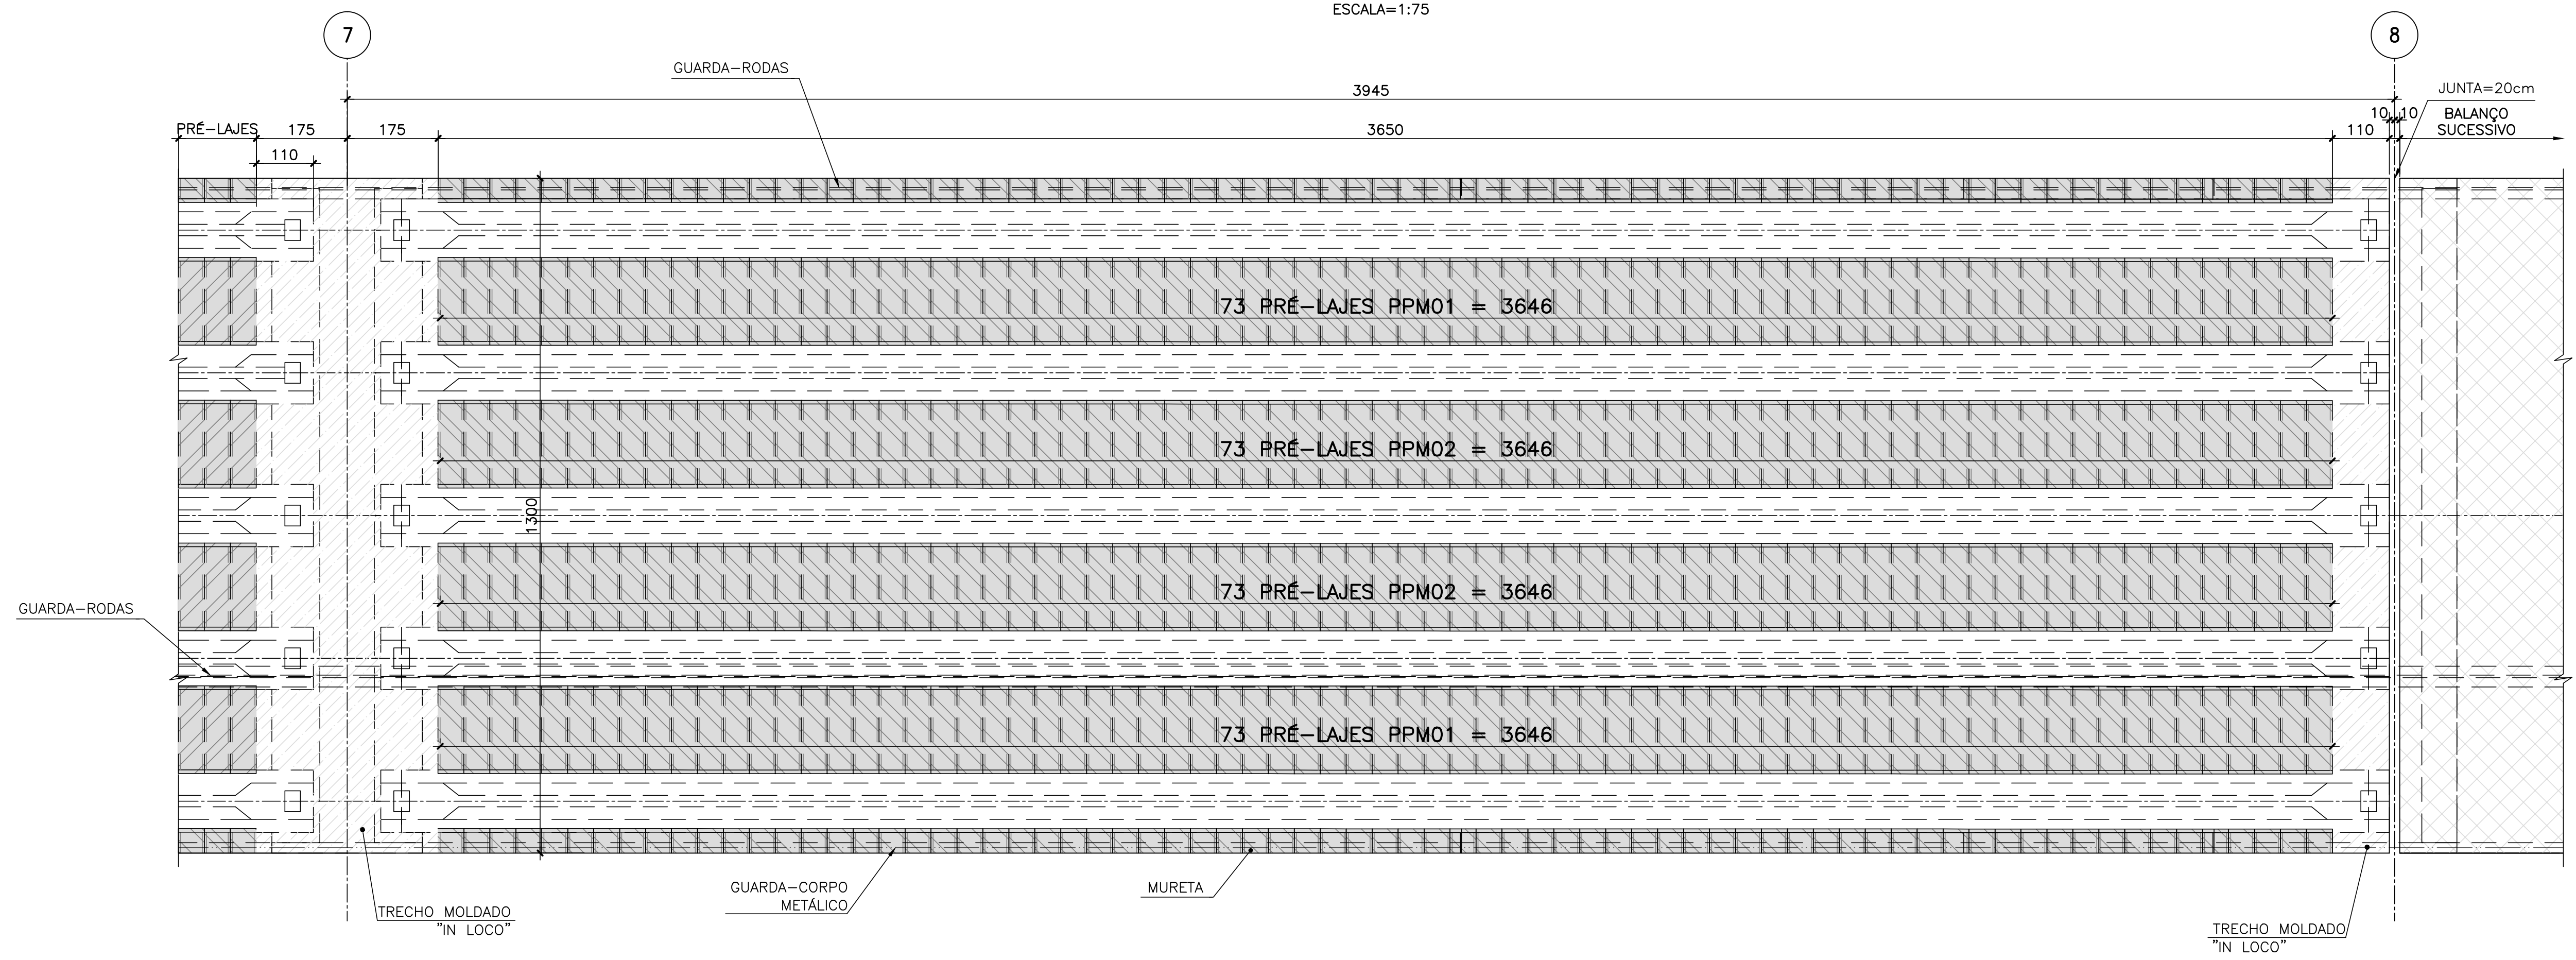 ESCALA=1:75
7
8
GUARDA-RODAS
3945
JUNTA=20cm
PRÉ-LAJES
175
175
3650
110
10
10
BALANÇO
SUCESSIVO
110
73 PRÉ-LAJES PPM01 = 3646
73 PRÉ-LAJES PPM02 = 3646
1300
73 PRÉ-LAJES PPM02 = 3646
GUARDA-RODAS
73 PRÉ-LAJES PPM01 = 3646
TRECHO MOLDADO
"IN LOCO"
GUARDA-CORPO
METÁLICO
MURETA
TRECHO MOLDADO
"IN LOCO"